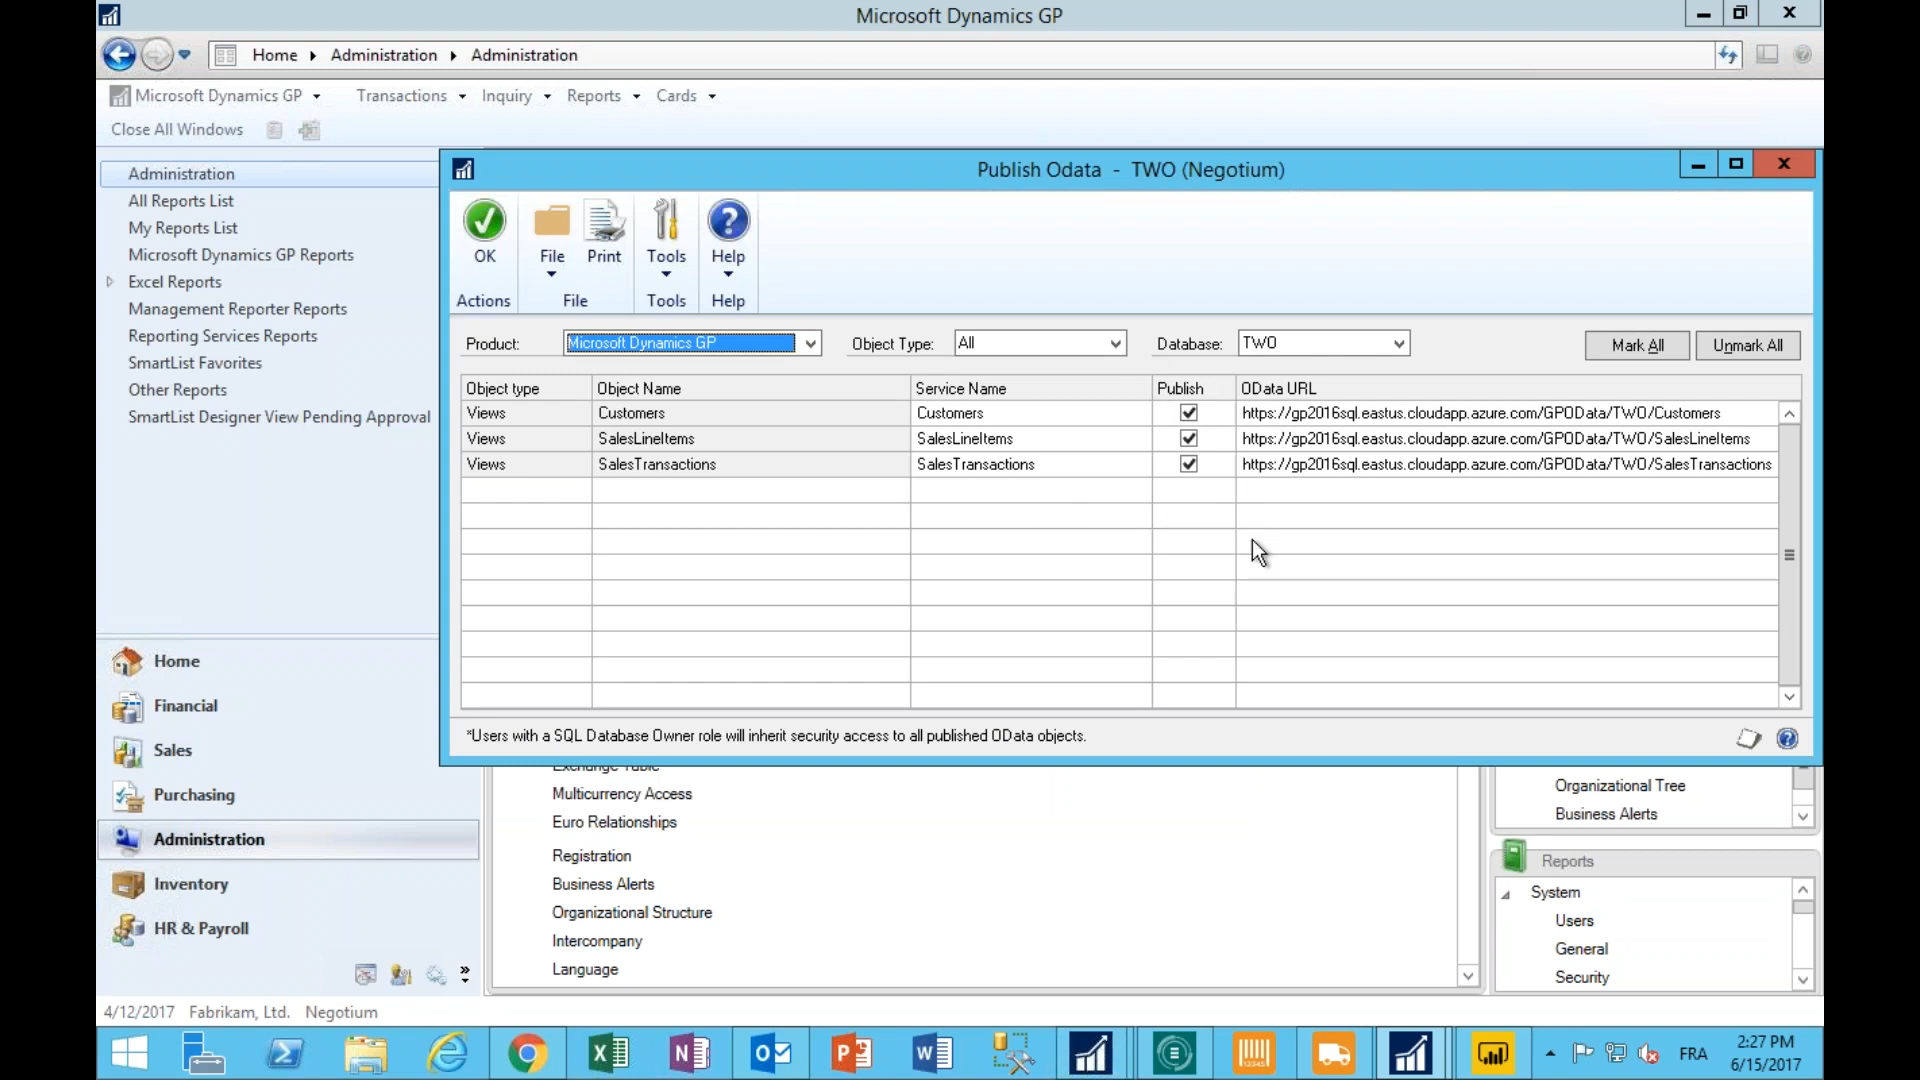 Microsoft Dynamics GP
Home Administration Administration
Microsoft Dynamics GP Transactions Inquiry Reports Cards
Close All Windows
Administration
All Reports List
My Reports List
Microsoft Dynamics GP Reports
Excel Reports
Management Reporter Reports
Reporting Services Reports
SmartList Favorites
Other Reports
SmartList Designer View Pending Approval
Home
Financial
Sales
Purchasing
Administration
Inventory
HR & Payroll
Publish Odata - TWO (Negotium)
OK File Print Tools Help
Actions File Tools Help
Product: Microsoft Dynamics GP Object Type: All Database: TWO Mark All Unmark All
Object type Object Name Service Name Publish OData URL
Views Customers Customers https://gp2016sql.eastus.cloudapp.azure.com/GPOData/TWO/Customers
Views SalesLineItems SalesLineItems https://gp2016sql.eastus.cloudapp.azure.com/GPOData/TWO/SalesLineItems
Views SalesTransactions SalesTransactions https://gp2016sql.eastus.cloudapp.azure.com/GPOData/TWO/SalesTransactions
*Users with a SQL Database Owner role will inherit security access to all published OData objects.
Exchange Table
Multicurrency Access
Euro Relationships
Registration
Business Alerts
Organizational Structure
Intercompany
Language
Organizational Tree
Business Alerts
Reports
System
Users
General
Security
4/12/2017 Fabrikam, Ltd. Negotium
FRA
2:27 PM
6/15/2017